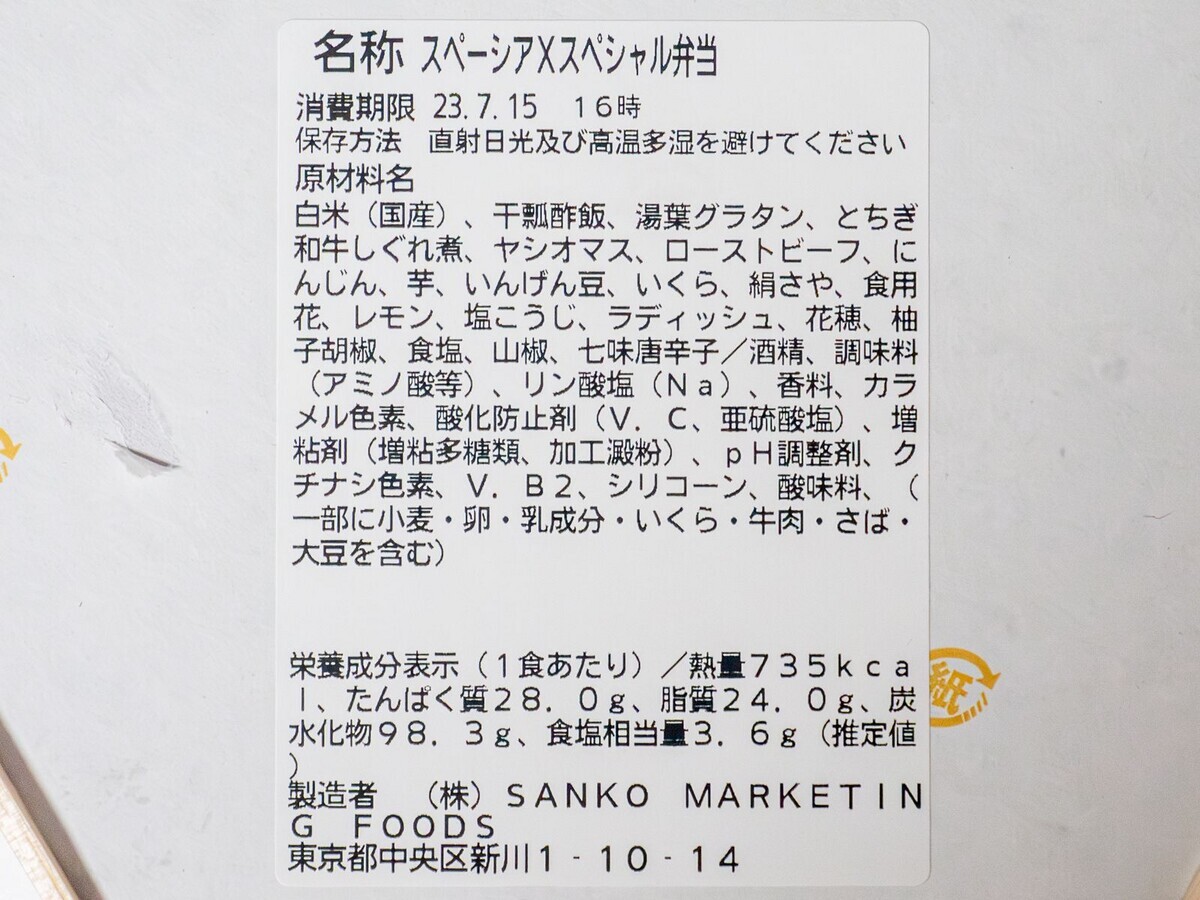 名称 スペーシアXスペシャル弁当
消費期限 23.7.15 16時
保存方法 直射日光及び高温多湿を避けてください
原材料名
白米（国産）、干瓢酢飯、湯葉グラタン、とちぎ
和牛しぐれ煮、ヤシオマス、ローストビーフ、に
んじん、芋、いんげん豆、いくら、絹さや、食用
花、レモン、塩こうじ、ラディッシュ、花穂、柚
子胡椒、食塩、山椒、七味唐辛子／酒精、調味料
（アミノ酸等）、リン酸塩（Ｎａ）、香料、カラ
メル色素、酸化防止剤（Ｖ．Ｃ、亜硫酸塩）、増
粘剤（増粘多糖類、加工澱粉）、ｐＨ調整剤、ク
チナシ色素、Ｖ．Ｂ２、シリコーン、酸味料、（
一部に小麦・卵・乳成分・いくら・牛肉・さば・
大豆を含む）
栄養成分表示（１食あたり）／熱量７３５ｋｃａ
ｌ、たんぱく質２８．０ｇ、脂質２４．０ｇ、炭
水化物９８．３ｇ、食塩相当量３．６ｇ（推定値
）
製造者 （株）ＳＡＮＫＯ ＭＡＲＫＥＴＩＮ
Ｇ ＦＯＯＤＳ
東京都中央区新川１‐１０‐１４
紙